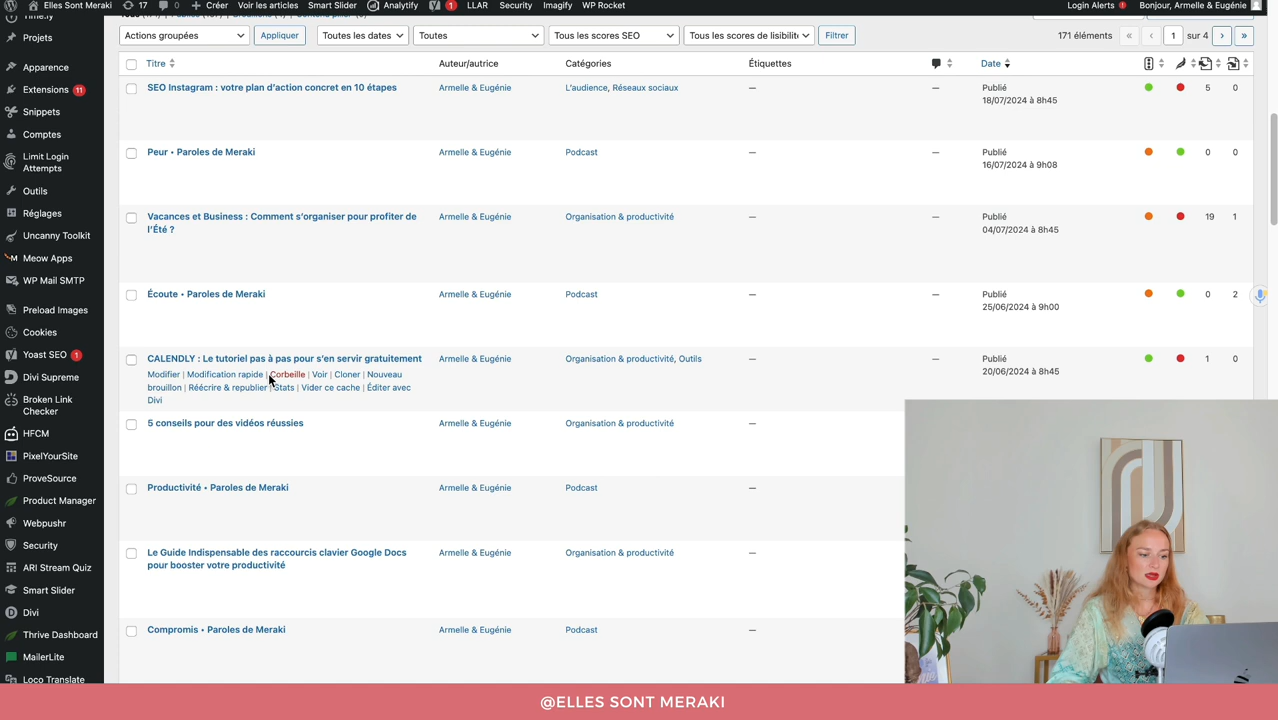 Elles Sont Meraki 17 0 Créer Voir les articles Smart Slider Analytify 1 LLAR Security Imagify WP Rocket Login Alerts Bonjour, Armelle & Eugénie
Projets
Apparence
Extensions 11
Snippets
Comptes
Limit Login
Attempts
Outils
Réglages
Uncanny Toolkit
Meow Apps
WP Mail SMTP
Preload Images
Cookies
Yoast SEO 1
Divi Supreme
Broken Link
Checker
HFCM
PixelYourSite
ProveSource
Product Manager
Webpushr
Security
ARI Stream Quiz
Smart Slider
Divi
Thrive Dashboard
MailerLite
Loco Translate
Actions groupées Appliquer Toutes les dates Toutes Tous les scores SEO Tous les scores de lisibilit Filtrer 171 éléments « ‹ 1 sur 4 › »
Titre Auteur/autrice Catégories Étiquettes Date
SEO Instagram : votre plan d'action concret en 10 étapes Armelle & Eugénie L'audience, Réseaux sociaux — — Publié 5 0
18/07/2024 à 8h45
Peur • Paroles de Meraki Armelle & Eugénie Podcast — — Publié 0 0
16/07/2024 à 9h08
Vacances et Business : Comment s'organiser pour profiter de Armelle & Eugénie Organisation & productivité — — Publié 19 1
l'Été ? 04/07/2024 à 8h45
Écoute • Paroles de Meraki Armelle & Eugénie Podcast — — Publié 0 2
25/06/2024 à 9h00
CALENDLY : Le tutoriel pas à pas pour s'en servir gratuitement Armelle & Eugénie Organisation & productivité, Outils — — Publié 1 0
20/06/2024 à 8h45
Modifier | Modification rapide | Corbeille | Voir | Cloner | Nouveau
brouillon | Réécrire & republier | Stats | Vider ce cache | Éditer avec
Divi
5 conseils pour des vidéos réussies Armelle & Eugénie Organisation & productivité —
Productivité • Paroles de Meraki Armelle & Eugénie Podcast —
Le Guide Indispensable des raccourcis clavier Google Docs Armelle & Eugénie Organisation & productivité —
pour booster votre productivité
Compromis • Paroles de Meraki Armelle & Eugénie Podcast —
@ELLES SONT MERAKI